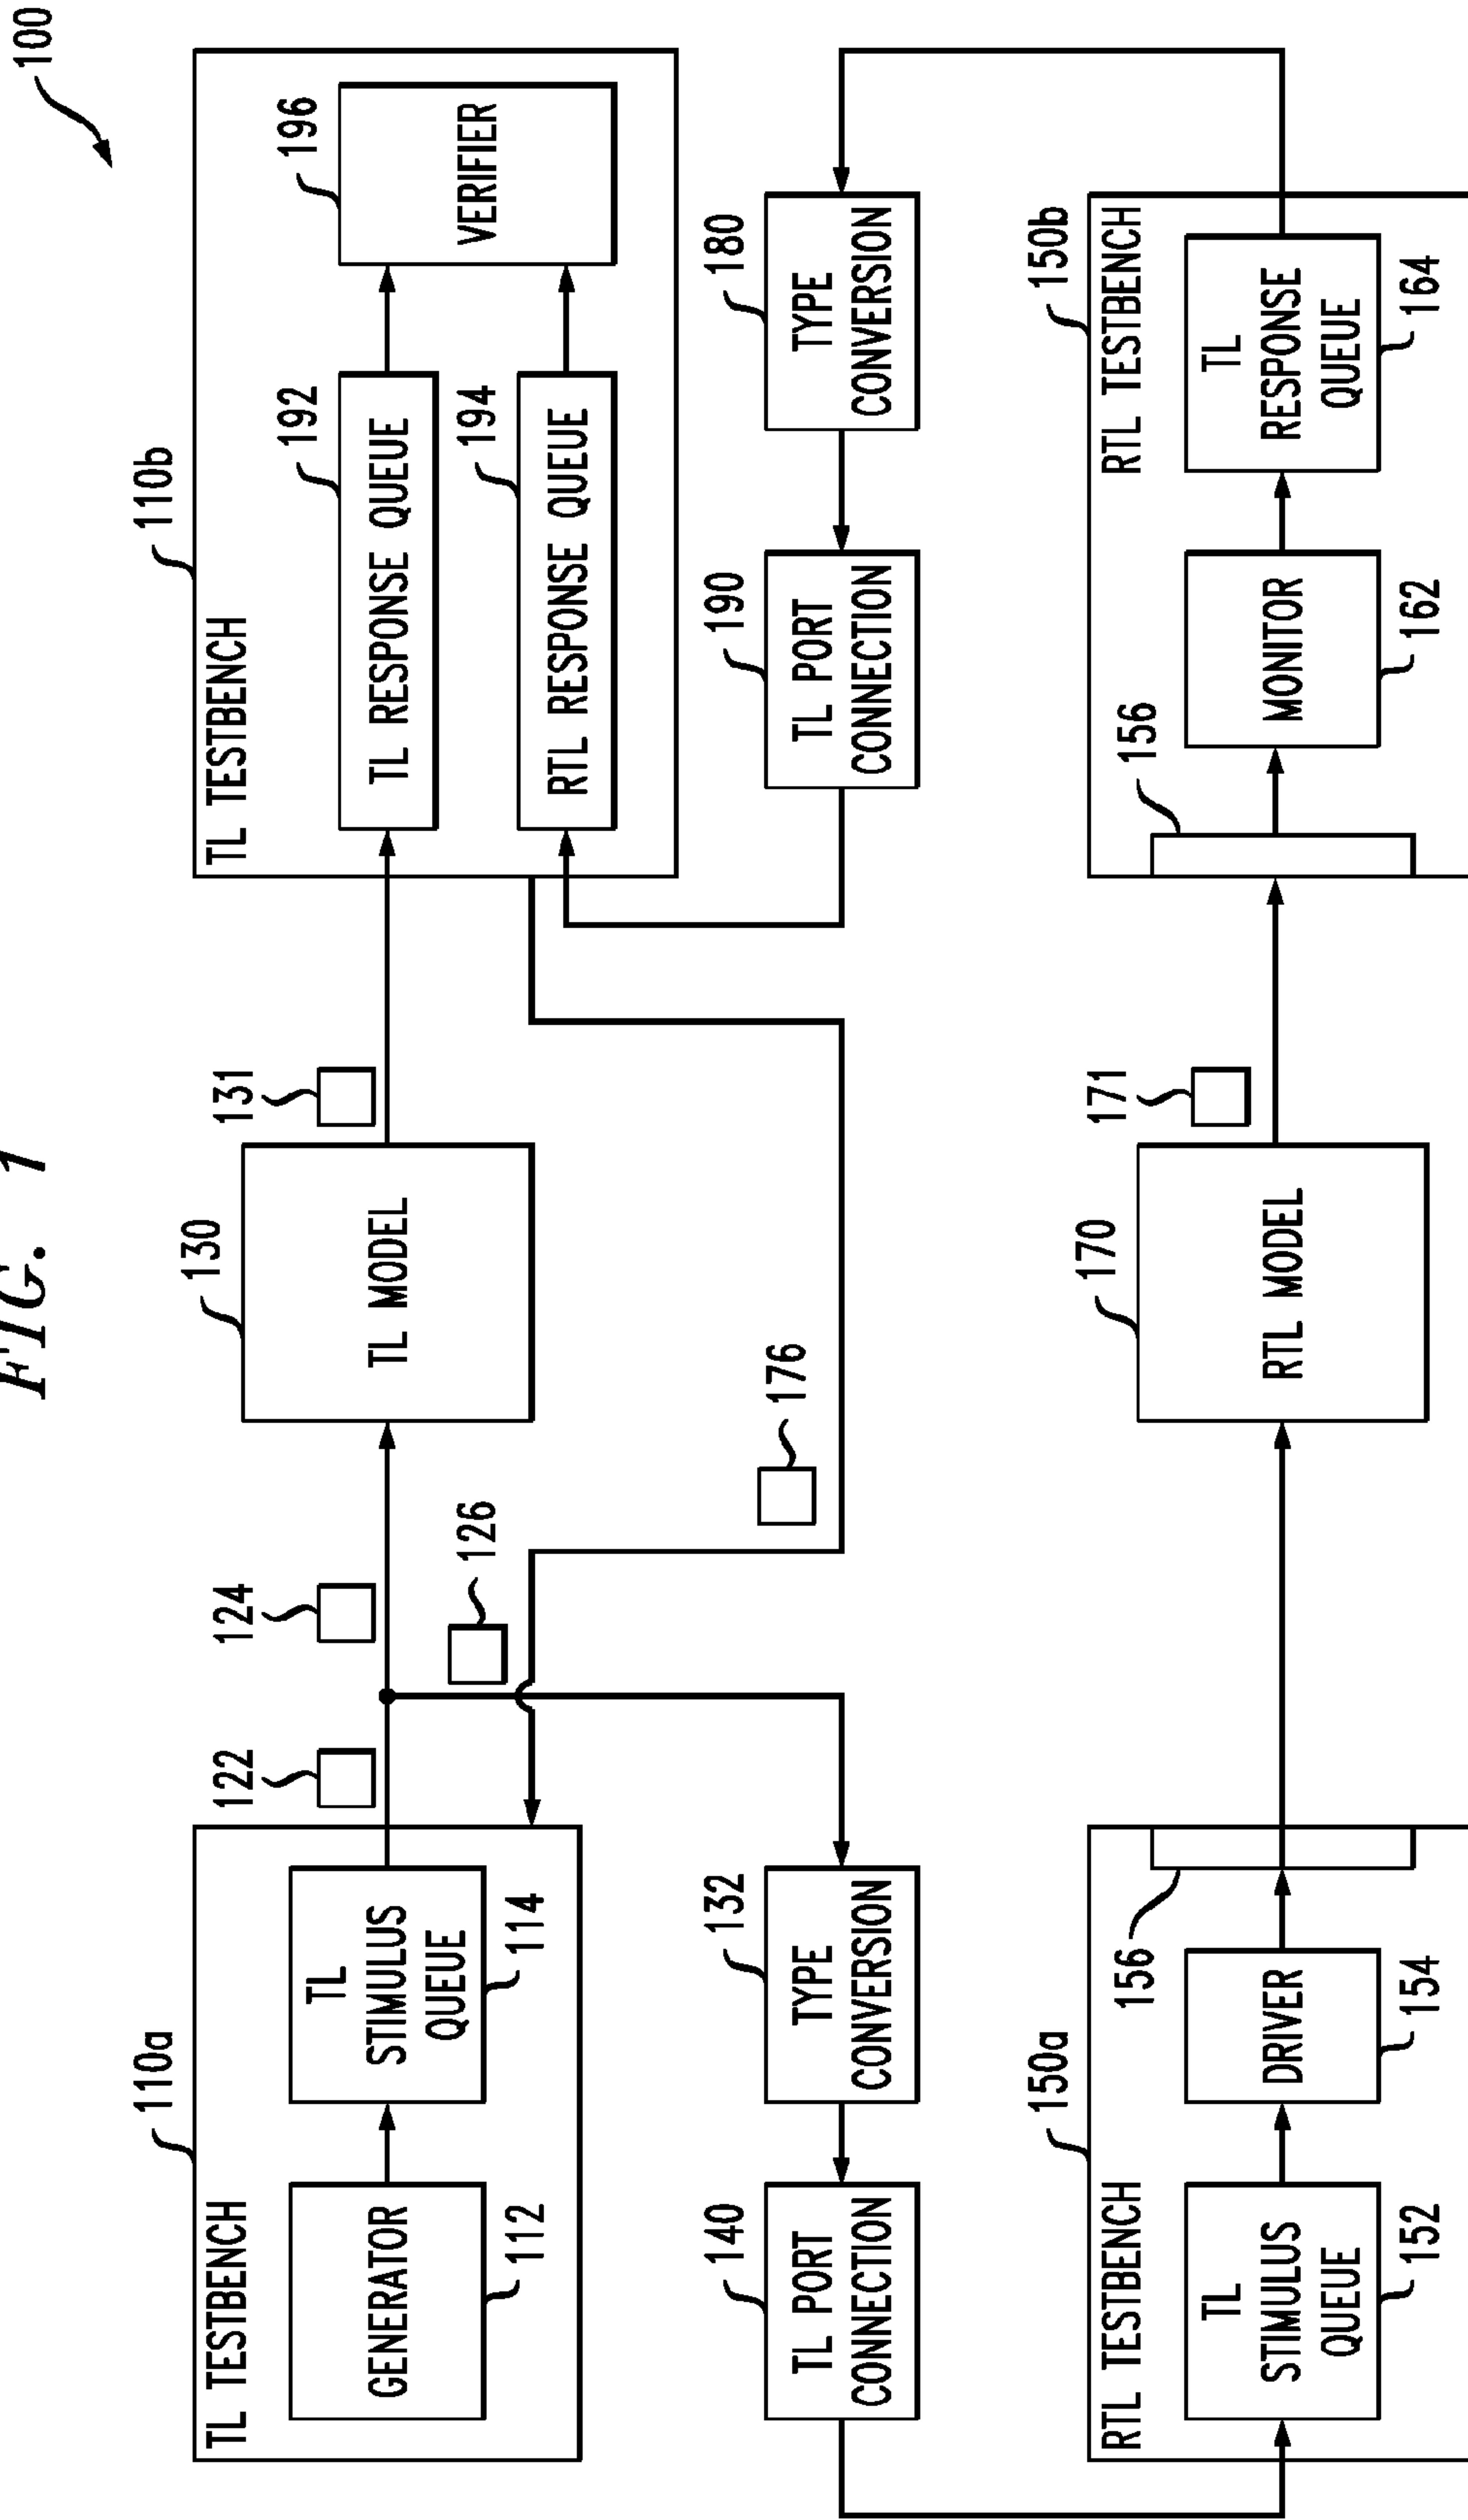 FIG. 1
100
110a
TL TESTBENCH
GENERATOR
112
TL
STIMULUS
QUEUE
114
122
124
126
130
TL MODEL
131
110b
TL TESTBENCH
192
TL RESPONSE QUEUE
194
RTL RESPONSE QUEUE
196
VERIFIER
140
TL PORT
CONNECTION
132
TYPE
CONVERSION
176
190
TL PORT
CONNECTION
180
TYPE
CONVERSION
150a
RTL TESTBENCH
TL
STIMULUS
QUEUE
152
DRIVER
154
156
170
RTL MODEL
171
150b
RTL TESTBENCH
156
MONITOR
162
TL
RESPONSE
QUEUE
164